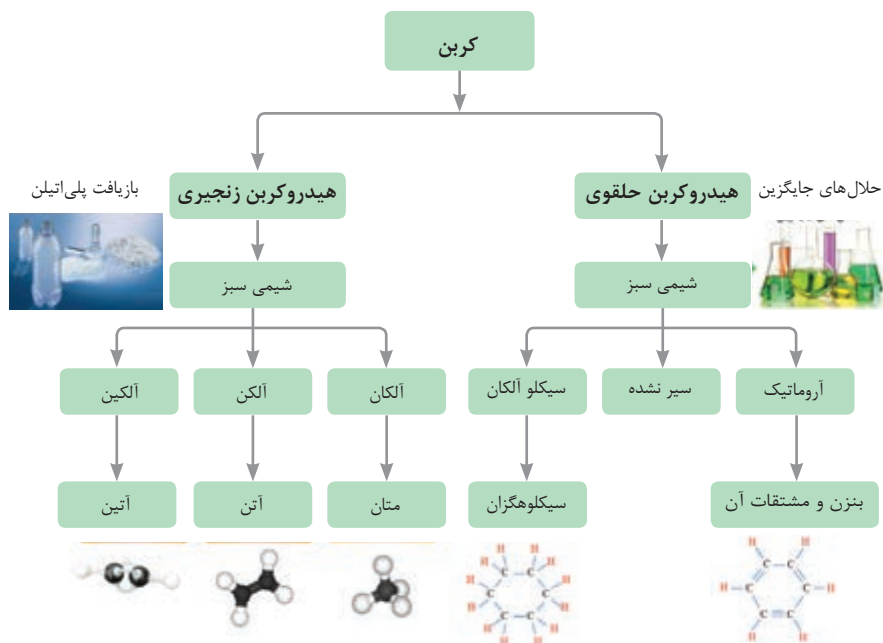 کربن
هیدروکربن حلقوی
هیدروکربن زنجیری
حلال‌های جایگزین
بازیافت پلی‌اتیلن
شیمی سبز
شیمی سبز
آروماتیک
سیر نشده
سیکلو آلکان
آلکان
آلکن
آلکین
بنزن و مشتقات آن
سیکلوهگزان
متان
آتن
آتین
H H
H C C H
C C
H C C H
H H
H H H H
H C C H
H C C H
H C C H
H H H H